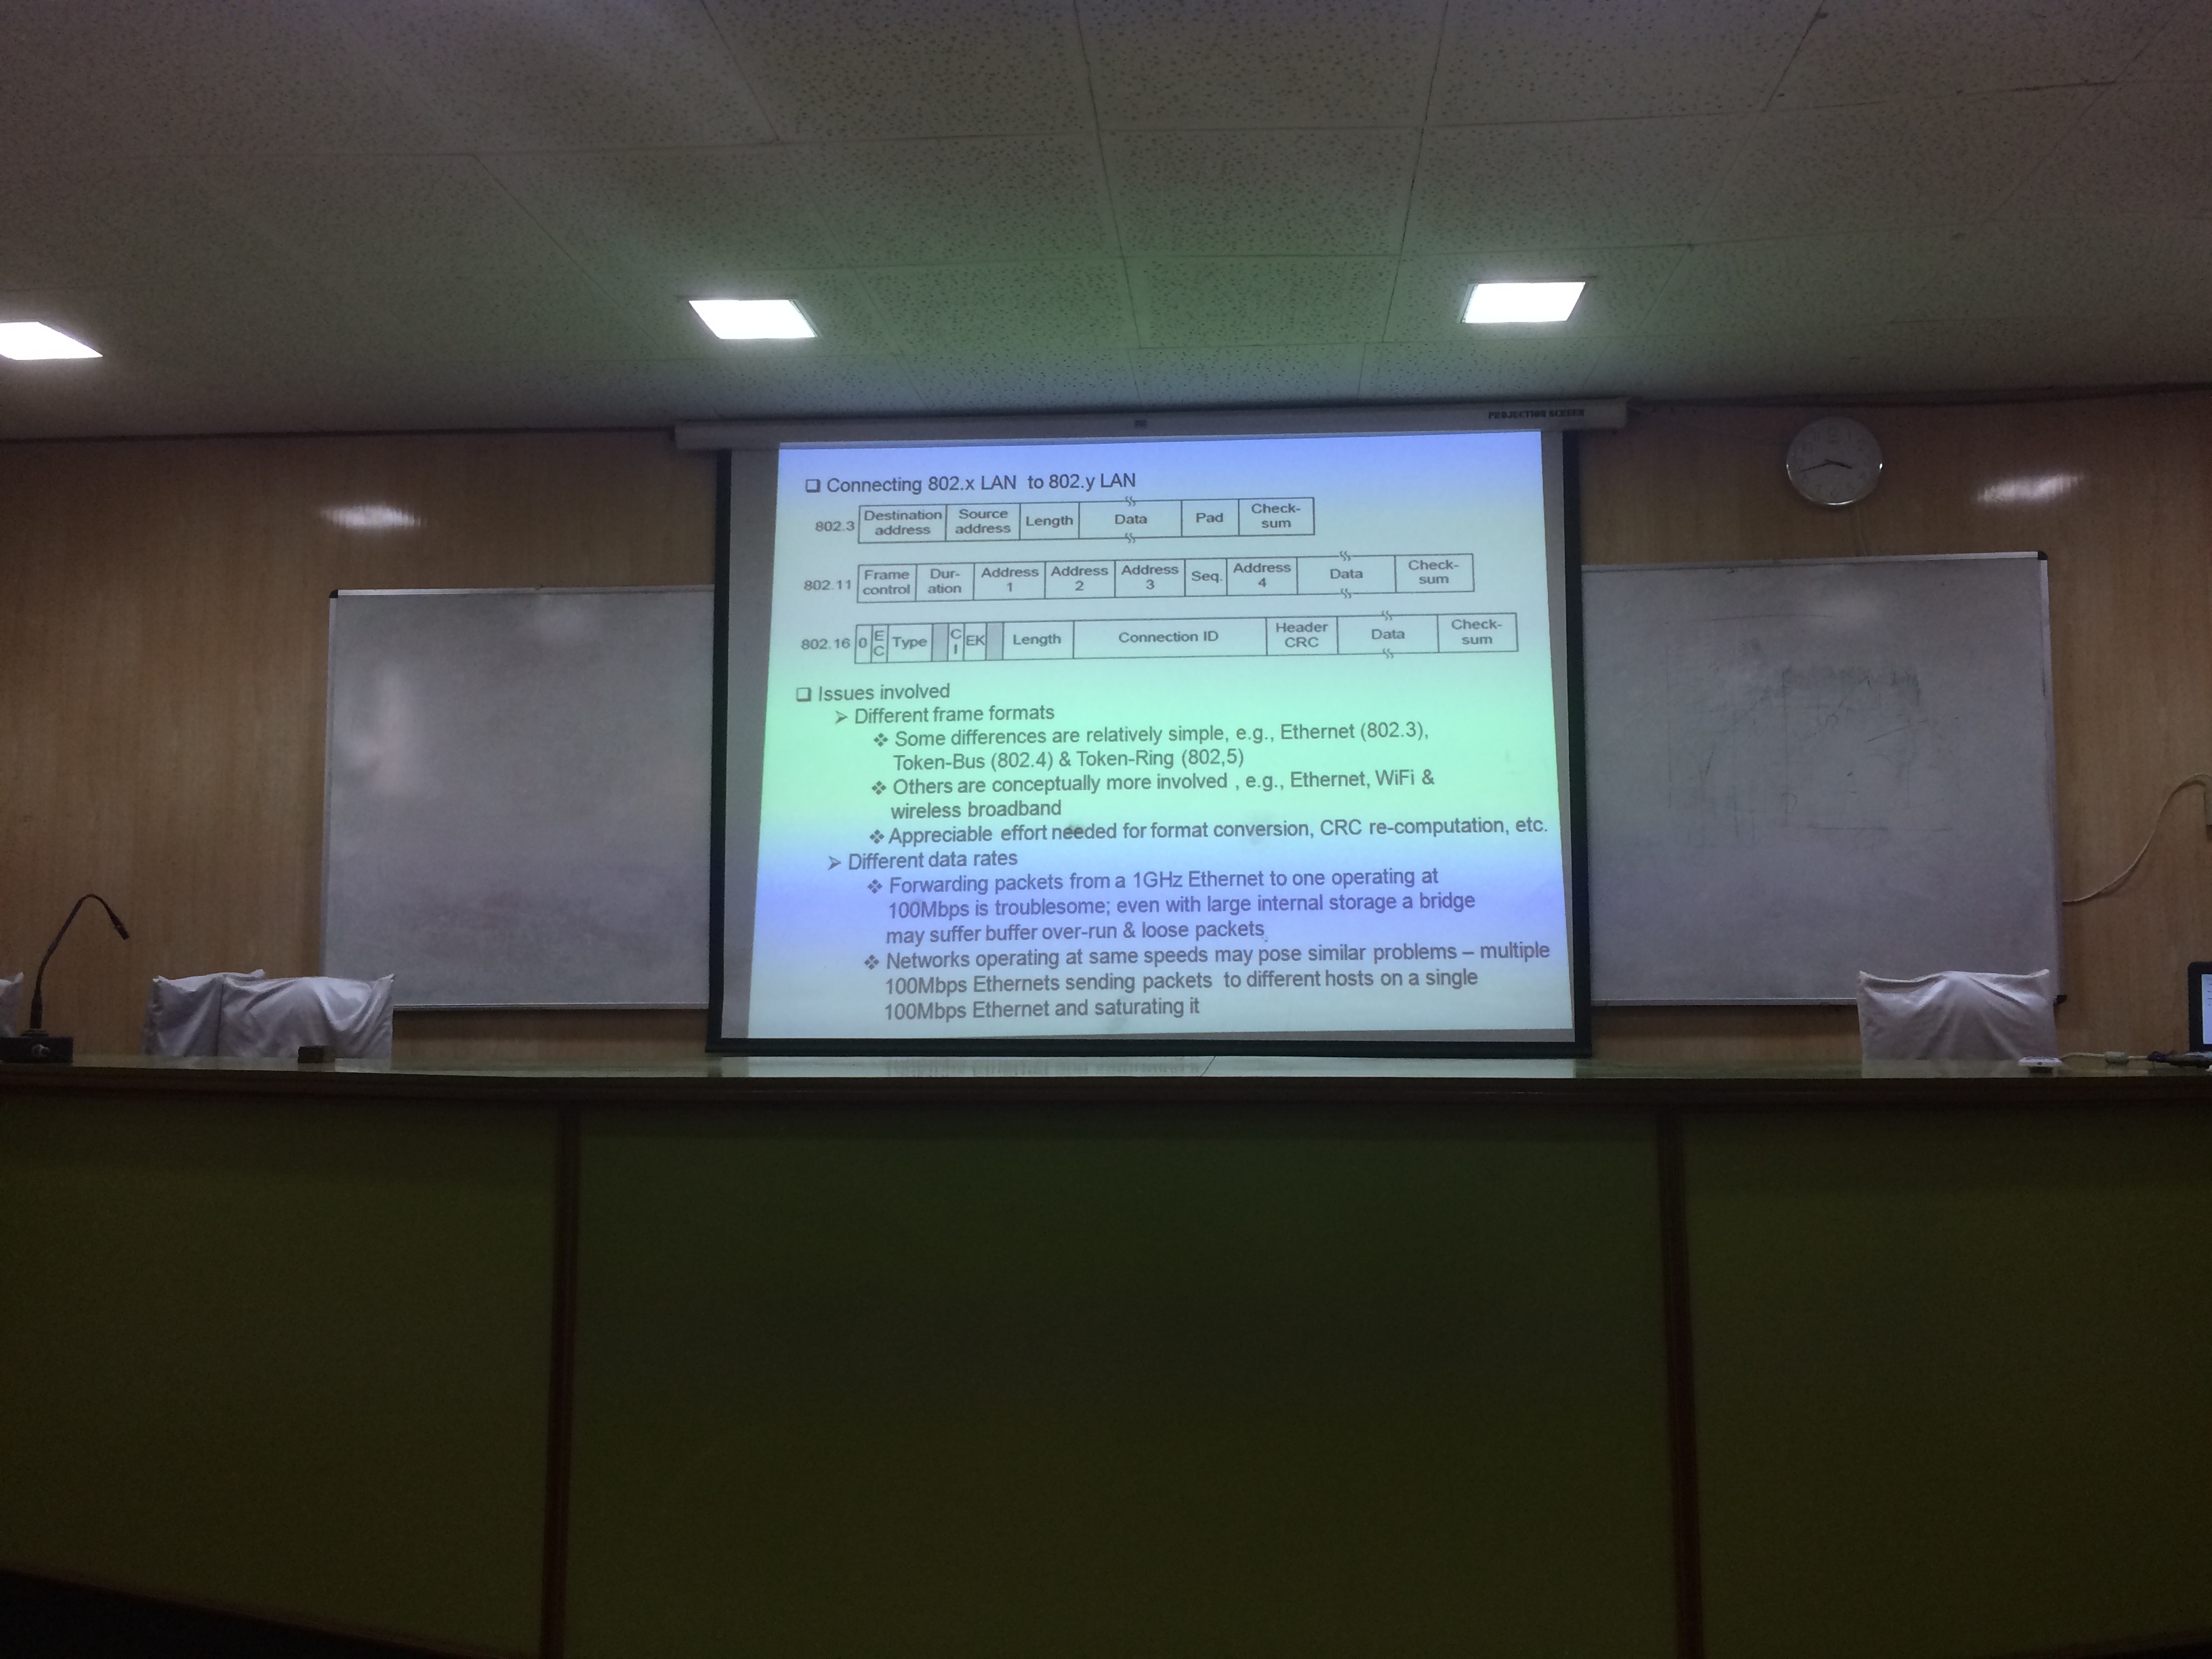 PROJECTION SCREEN
❑ Connecting 802.x LAN to 802.y LAN
802.3 Destination address Source address Length Data Pad Check-sum
802.11 Frame control Dur-ation Address 1 Address 2 Address 3 Seq. Address 4 Data Check-sum
802.16 0 EC Type CI EK Length Connection ID Header CRC Data Check-sum
❑ Issues involved
➢ Different frame formats
❖ Some differences are relatively simple, e.g., Ethernet (802.3),
Token-Bus (802.4) & Token-Ring (802,5)
❖ Others are conceptually more involved , e.g., Ethernet, WiFi &
wireless broadband
❖ Appreciable effort needed for format conversion, CRC re-computation, etc.
➢ Different data rates
❖ Forwarding packets from a 1GHz Ethernet to one operating at
100Mbps is troublesome; even with large internal storage a bridge
may suffer buffer over-run & loose packets
❖ Networks operating at same speeds may pose similar problems – multiple
100Mbps Ethernets sending packets to different hosts on a single
100Mbps Ethernet and saturating it